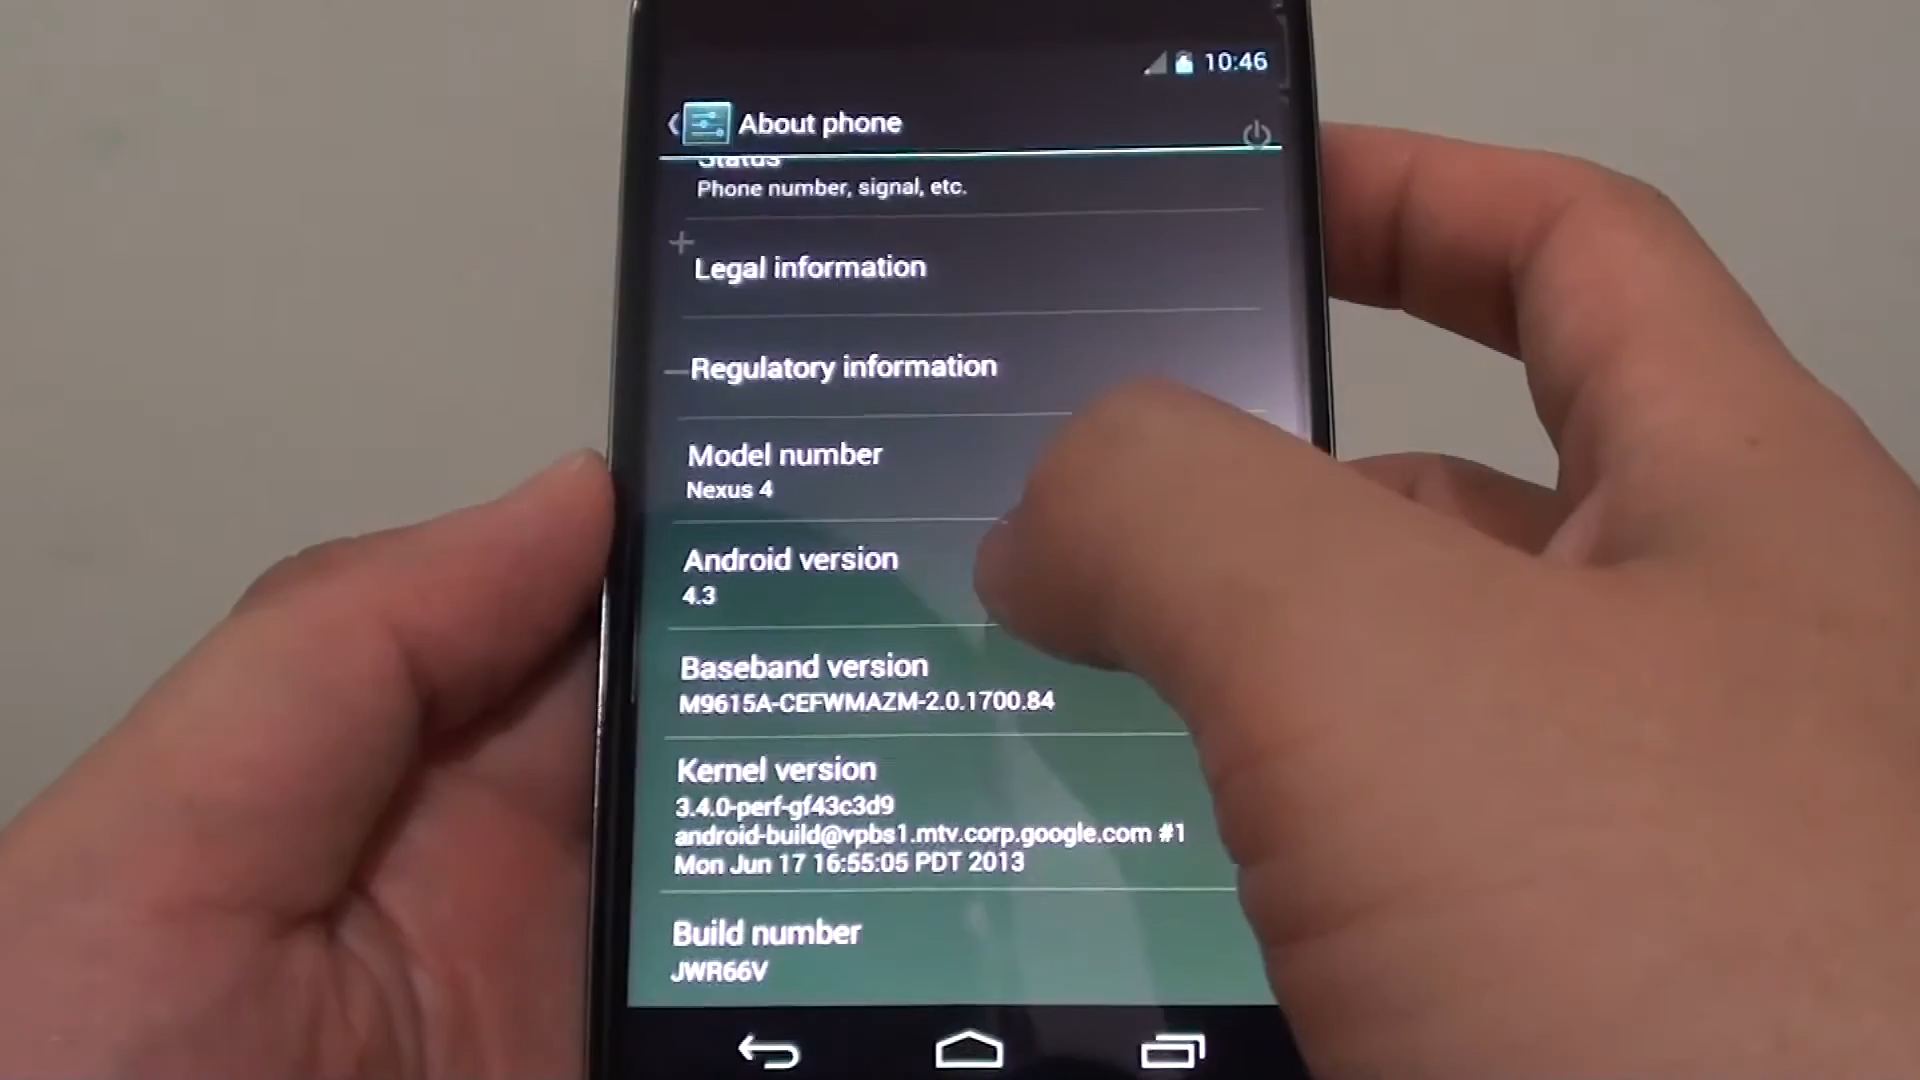 10:46
About phone
Status
Phone number, signal, etc.
Legal information
Regulatory information
Model number
Nexus 4
Android version
4.3
Baseband version
M9615A-CEFWMAZM-2.0.1700.84
Kernel version
3.4.0-perf-gf43c3d9
android-build@vpbs1.mtv.corp.google.com #1
Mon Jun 17 16:55:05 PDT 2013
Build number
JWR66V